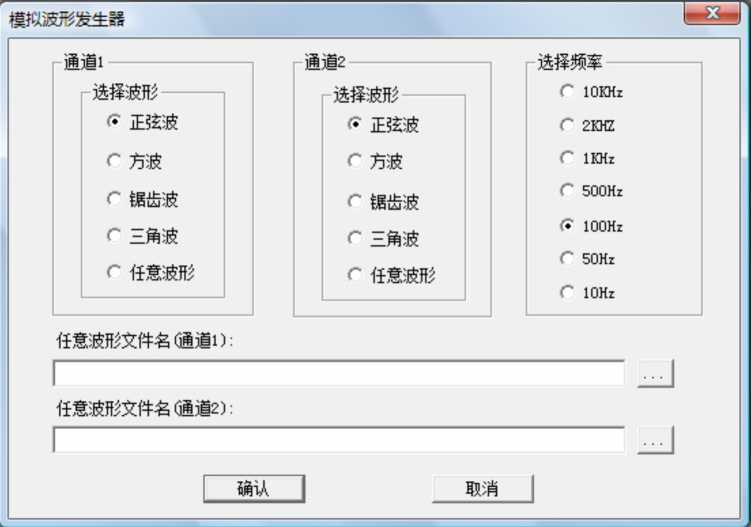 模拟波形发生器
通道1
选择波形
正弦波
方波
锯齿波
三角波
任意波形
通道2
选择波形
正弦波
方波
锯齿波
三角波
任意波形
选择频率
10KHz
2KHZ
1KHz
500Hz
100Hz
50Hz
10Hz
任意波形文件名(通道1):
...
任意波形文件名(通道2):
...
确认
取消